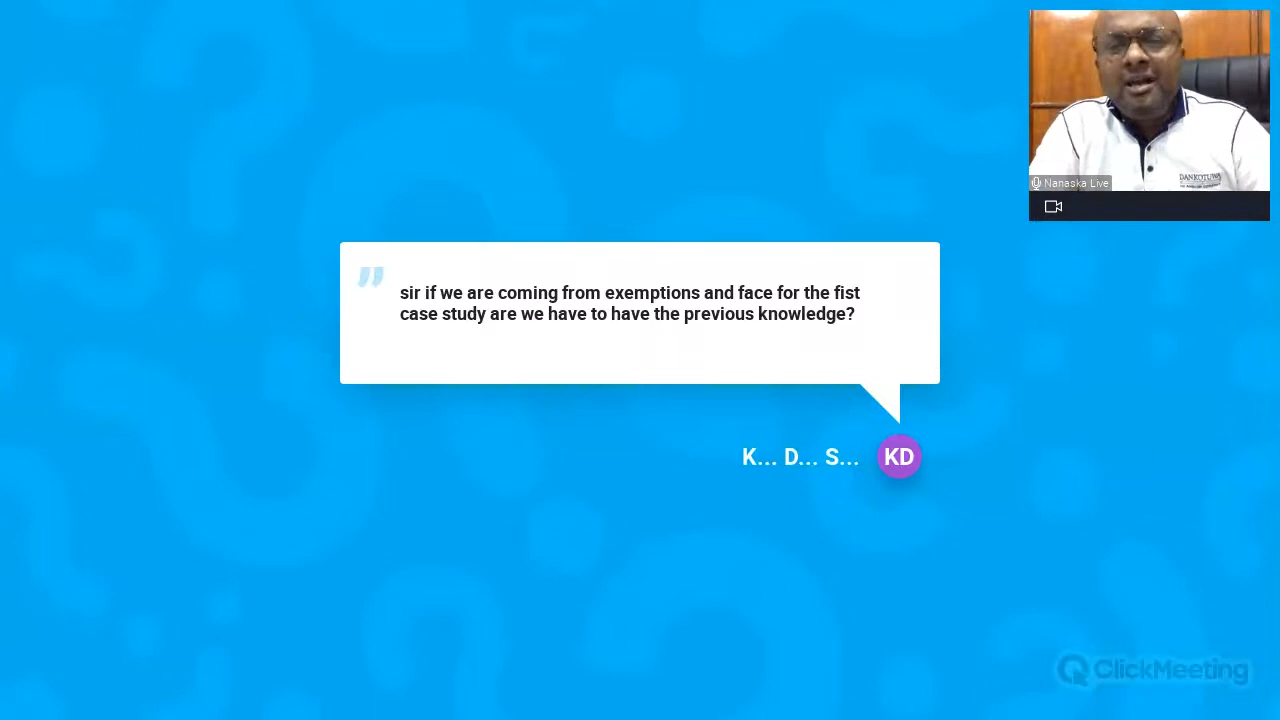 Nanaska Live
DANKOTUWA
sir if we are coming from exemptions and face for the fist
case study are we have to have the previous knowledge?
K... D... S... KD
ClickMeeting